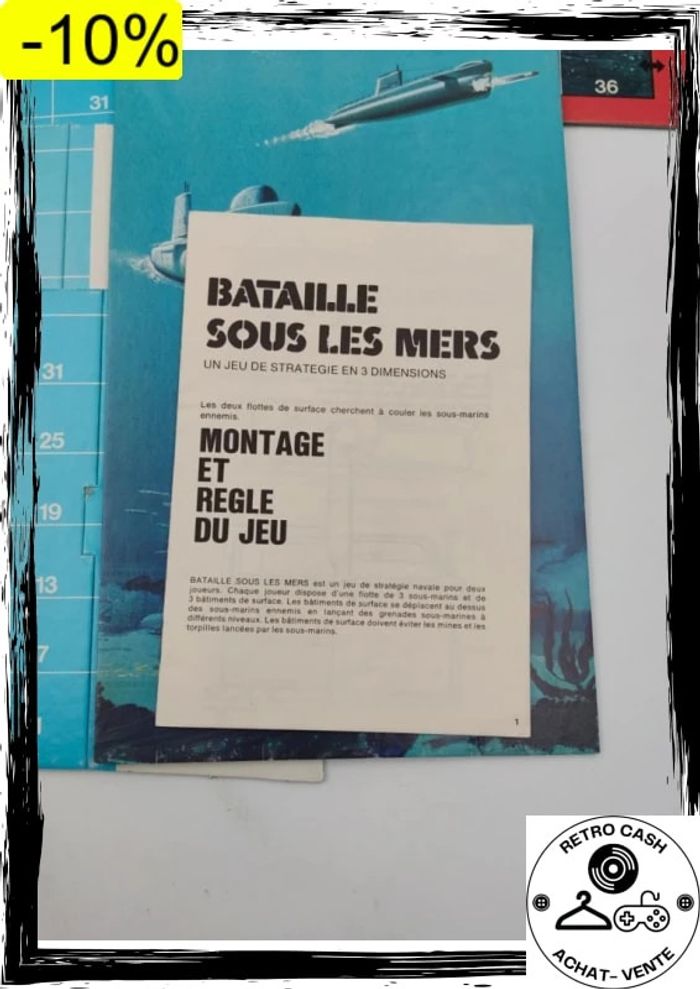 -10%
31
36
BATAILLE
SOUS LES MERS
UN JEU DE STRATEGIE EN 3 DIMENSIONS
Les deux flottes de surface cherchent à couler les sous-marins
ennemis.
MONTAGE
ET
REGLE
DU JEU
31
25
19
13
7
1
BATAILLE SOUS LES MERS est un jeu de stratégie navale pour deux
joueurs. Chaque joueur dispose d'une flotte de 3 sous-marins et de
3 bâtiments de surface. Les bâtiments de surface se déplacent au dessus
des sous-marins ennemis en lançant des grenades sous-marines à
différents niveaux. Les bâtiments de surface doivent éviter les mines et les
torpilles lancées par les sous-marins.
1
RETRO CASH
ACHAT- VENTE